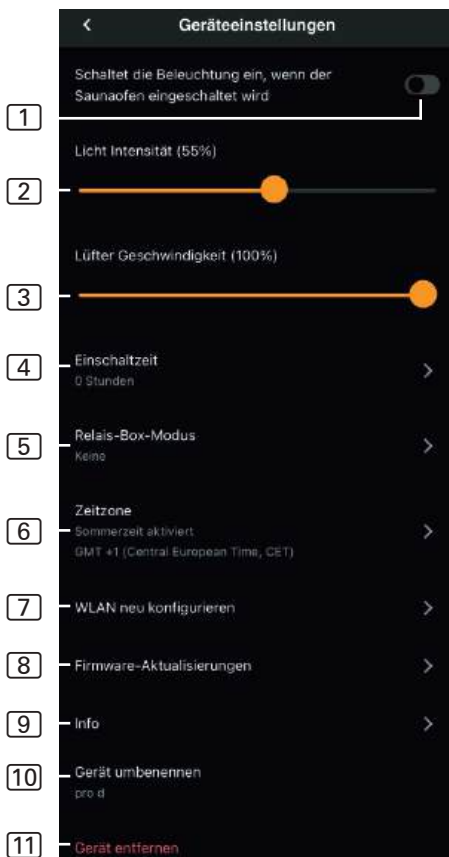 Geräteeinstellungen
Schaltet die Beleuchtung ein, wenn der
Saunaofen eingeschaltet wird
1
Licht Intensität (55%)
2
Lüfter Geschwindigkeit (100%)
3
4
Einschaltzeit
0 Stunden
5
Relais-Box-Modus
Keine
6
Zeitzone
Sommerzeit aktiviert
GMT +1 (Central European Time, CET)
7
WLAN neu konfigurieren
8
Firmware-Aktualisierungen
9
Info
10
Gerät umbenennen
pro d
11
Gerät entfernen